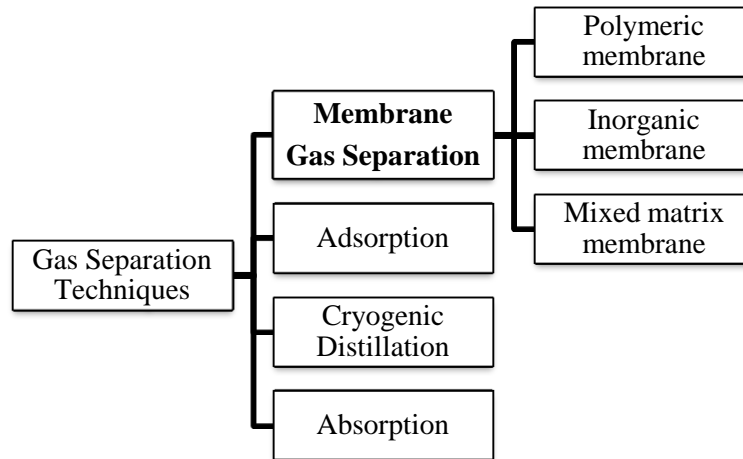 Polymeric
membrane
Membrane
Gas Separation
Inorganic
membrane
Mixed matrix
membrane
Adsorption
Gas Separation
Techniques
Cryogenic
Distillation
Absorption